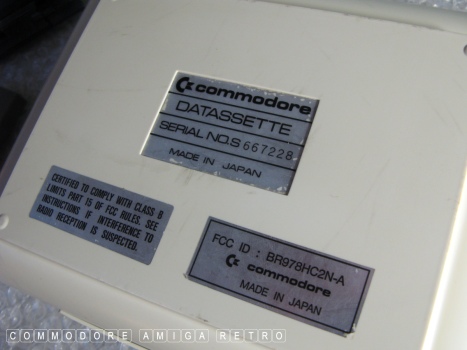 commodore
DATASSETTE
SERIAL NO.S 667228
MADE IN JAPAN
CERTIFIED TO COMPLY WITH CLASS B
LIMITS PART 15 OF FCC RULES. SEE
INSTRUCTIONS IF INTERFERENCE TO
RADIO RECEPTION IS SUSPECTED.
FCC ID : BR978HC2N-A
commodore
MADE IN JAPAN
COMMODORE AMIGA RETRO